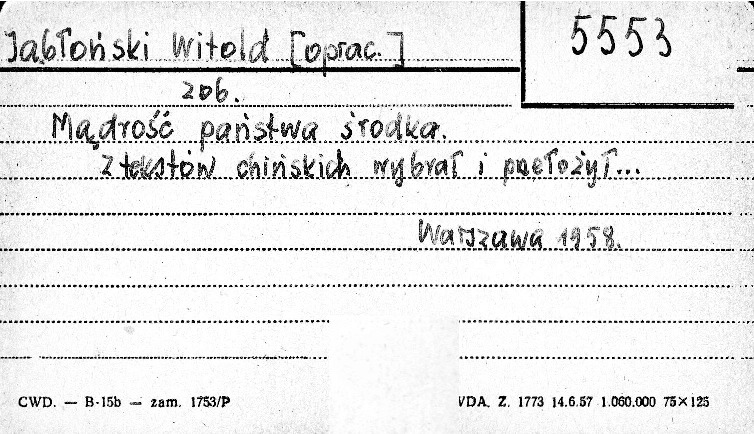 Jabłoński Witold [oprac.]
5553
zob.
Mądrość państwa środka.
Z tekstów chińskich wybrał i przełożył...
Warszawa 1958.
CWD. — B-15b — zam. 1753/P
VDA. Z. 1773 14.6.57 1.060.000 75×125